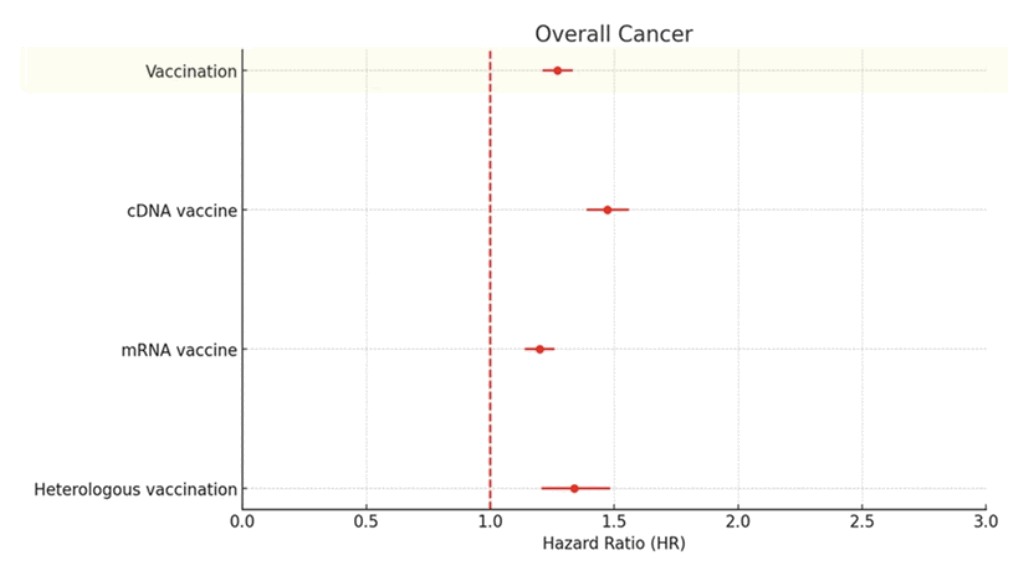 Overall Cancer
Vaccination
cDNA vaccine
mRNA vaccine
Heterologous vaccination
0.0 0.5 1.0 1.5 2.0 2.5 3.0
Hazard Ratio (HR)